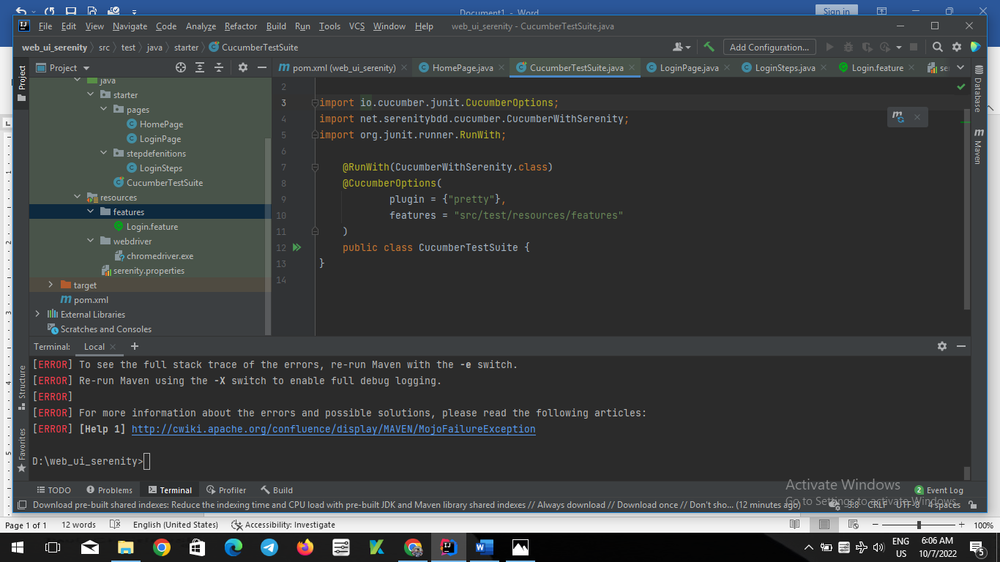 Document1 - Word
Sign in
File Edit View Navigate Code Analyze Refactor Build Run Tools VCS Window Help web_ui_serenity - CucumberTestSuite.java
web_ui_serenity src test java starter CucumberTestSuite
Add Configuration...
Project
Project
pom.xml (web_ui_serenity) HomePage.java CucumberTestSuite.java LoginPage.java LoginSteps.java Login.feature se
java
starter
pages
HomePage
LoginPage
stepdefenitions
LoginSteps
CucumberTestSuite
resources
features
Login.feature
webdriver
chromedriver.exe
serenity.properties
target
pom.xml
External Libraries
Scratches and Consoles
2
3 import io.cucumber.junit.CucumberOptions;
4 import net.serenitybdd.cucumber.CucumberWithSerenity;
5 import org.junit.runner.RunWith;
6
7 @RunWith(CucumberWithSerenity.class)
8 @CucumberOptions(
9 plugin = {"pretty"},
10 features = "src/test/resources/features"
11 )
12 public class CucumberTestSuite {
13 }
14
Database
Maven
Terminal: Local
[ERROR] To see the full stack trace of the errors, re-run Maven with the -e switch.
[ERROR] Re-run Maven using the -X switch to enable full debug logging.
[ERROR]
[ERROR] For more information about the errors and possible solutions, please read the following articles:
[ERROR] [Help 1] http://cwiki.apache.org/confluence/display/MAVEN/MojoFailureException
D:\web_ui_serenity>
Structure
Favorites
TODO Problems Terminal Profiler Build
2 Event Log
Activate Windows
Go to Settings to activate Windows.
Download pre-built shared indexes: Reduce the indexing time and CPU load with pre-built JDK and Maven library shared indexes // Always download // Download once // Don't sho... (12 minutes ago) 3:8 CRLF UTF-8 4 spaces
Page 1 of 1 12 words English (United States) Accessibility: Investigate 100%
ENG
US
6:06 AM
10/7/2022
5